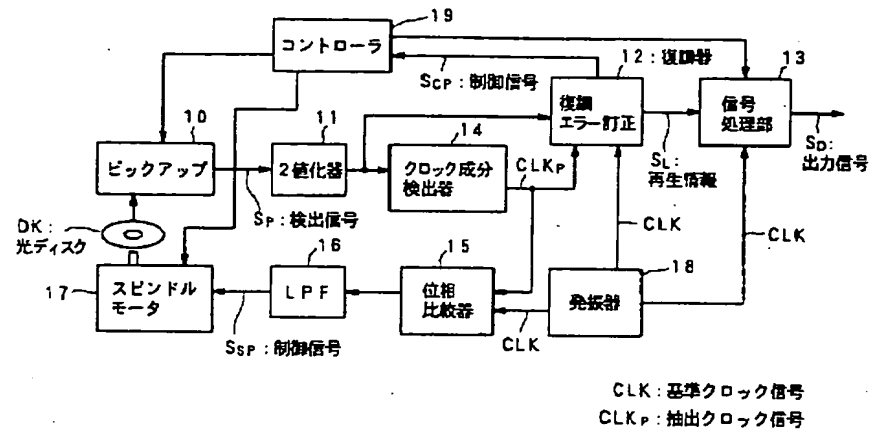 19
コントローラ
SCP:制御信号
12:復調器
13
復調
エラー訂正
信号
処理部
SL:
再生情報
SD:
出力信号
10
ピックアップ
11
2値化器
14
クロック成分
検出器
CLKP
SP:検出信号
DK:
光ディスク
CLK
CLK
17
スピンドル
モータ
16
LPF
15
位相
比較器
18
発振器
CLK
SSP:制御信号
CLK:基準クロック信号
CLKP:抽出クロック信号